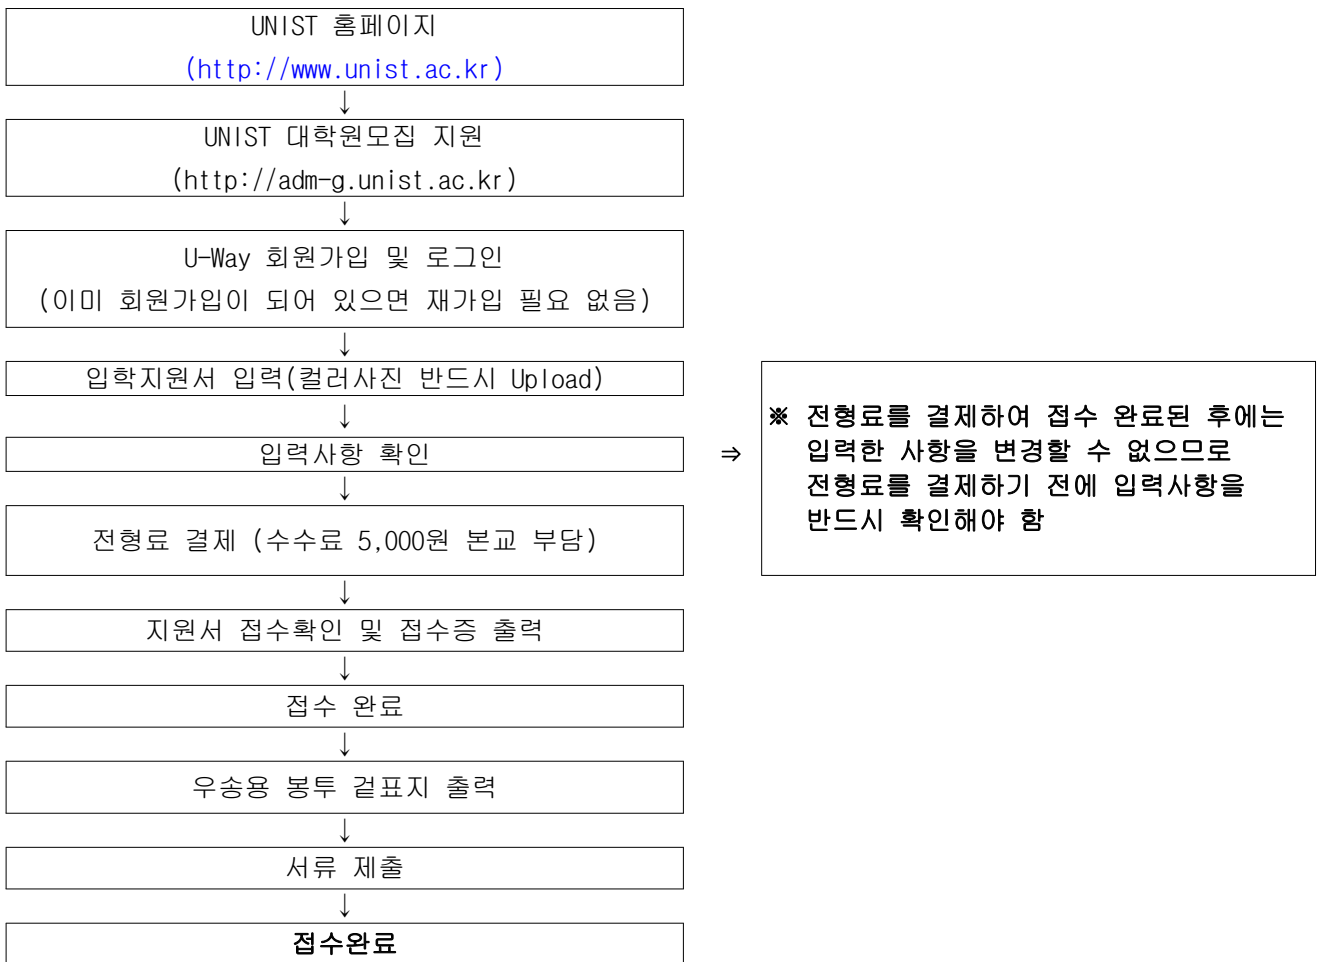 UNIST 홈페이지
(http://www.unist.ac.kr)
↓
UNIST 대학원모집 지원
(http://adm-g.unist.ac.kr)
↓
U-Way 회원가입 및 로그인
(이미 회원가입이 되어 있으면 재가입 필요 없음)
↓
입학지원서 입력(컬러사진 반드시 Upload)
↓
입력사항 확인
⇒
※ 전형료를 결제하여 접수 완료된 후에는
입력한 사항을 변경할 수 없으므로
전형료를 결제하기 전에 입력사항을
반드시 확인해야 함
↓
전형료 결제 (수수료 5,000원 본교 부담)
↓
지원서 접수확인 및 접수증 출력
↓
접수 완료
↓
우송용 봉투 겉표지 출력
↓
서류 제출
↓
접수완료